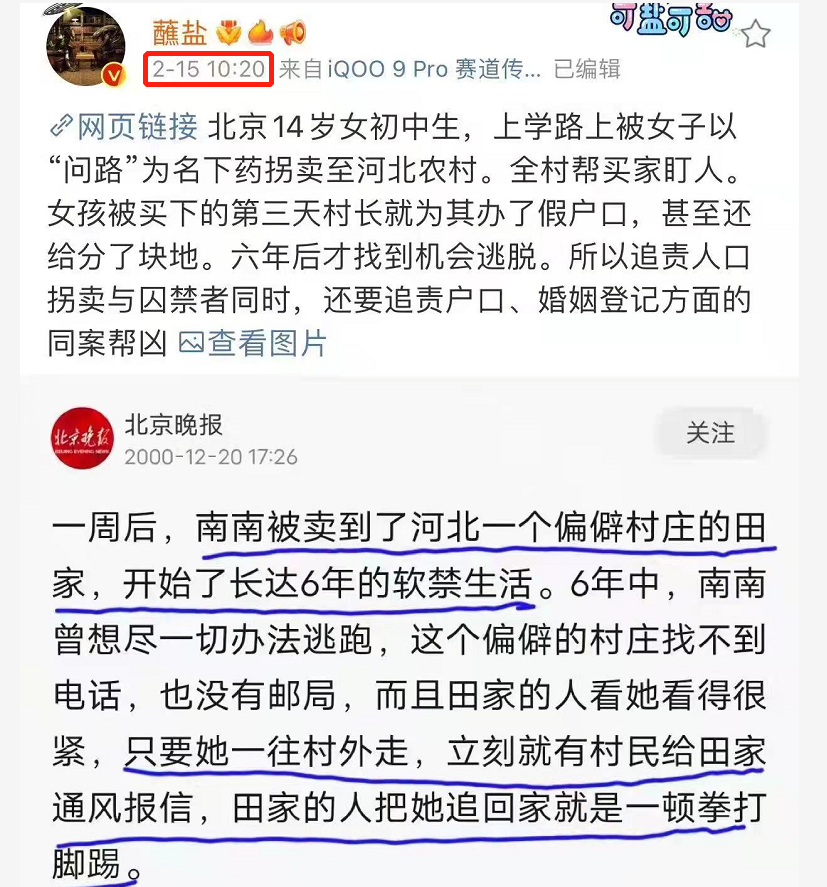 可盐可甜
蘸盐
2-15 10:20 来自 iQOO 9 Pro 赛道传... 已编辑
网页链接 北京14岁女初中生，上学路上被女子以
“问路”为名下药拐卖至河北农村。全村帮买家盯人。
女孩被买下的第三天村长就为其办了假户口，甚至还
给分了块地。六年后才找到机会逃脱。所以追责人口
拐卖与囚禁者同时，还要追责户口、婚姻登记方面的
同案帮凶 查看图片
北京晚报
北京晚报
BEIJING EVENING NEWS
2000-12-20 17:26
关注
一周后，南南被卖到了河北一个偏僻村庄的田
家，开始了长达6年的软禁生活。6年中，南南
曾想尽一切办法逃跑，这个偏僻的村庄找不到
电话，也没有邮局，而且田家的人看她看得很
紧，只要她一往村外走，立刻就有村民给田家
通风报信，田家的人把她追回家就是一顿拳打
脚踢。